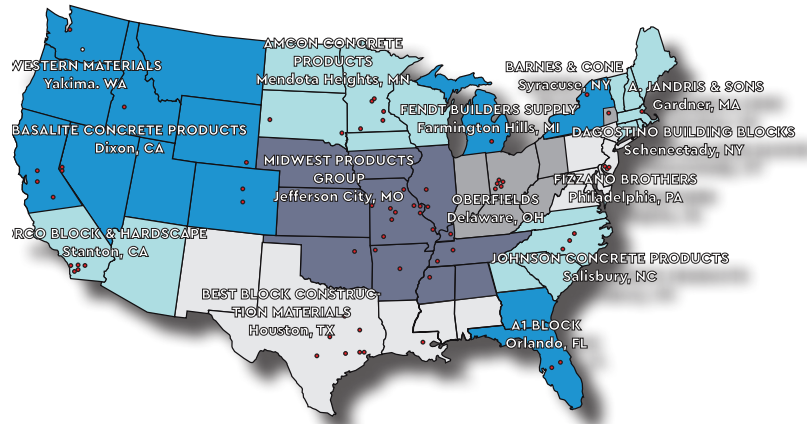 AMCON CONCRETE
PRODUCTS
Mendota Heights, MN
WESTERN MATERIALS
Yakima. WA
BARNES & CONE
Syracuse, NY
A. JANDRIS & SONS
Gardner, MA
FENDT BUILDERS SUPPLY
Farmington Hills, MI
BASALITE CONCRETE PRODUCTS
Dixon, CA
DAGOSTINO BUILDING BLOCKS
Schenectady, NY
MIDWEST PRODUCTS
GROUP
Jefferson City, MO
FIZZANO BROTHERS
Philadelphia, PA
OBERFIELDS
Delaware, OH
ORCO BLOCK & HARDSCAPE
Stanton, CA
JOHNSON CONCRETE PRODUCTS
Salisbury, NC
BEST BLOCK CONSTRUC-
TION MATERIALS
Houston, TX
A1 BLOCK
Orlando, FL